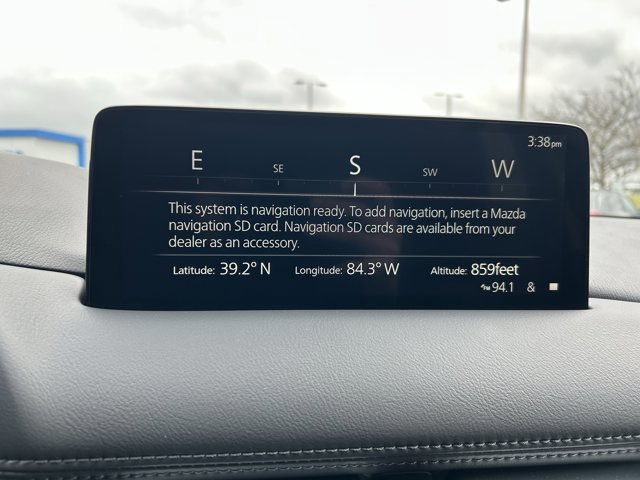 3:38pm
E SE S SW W
This system is navigation ready. To add navigation, insert a Mazda
navigation SD card. Navigation SD cards are available from your
dealer as an accessory.
Latitude: 39.2° N Longitude: 84.3° W Altitude: 859feet
FM 94.1 &